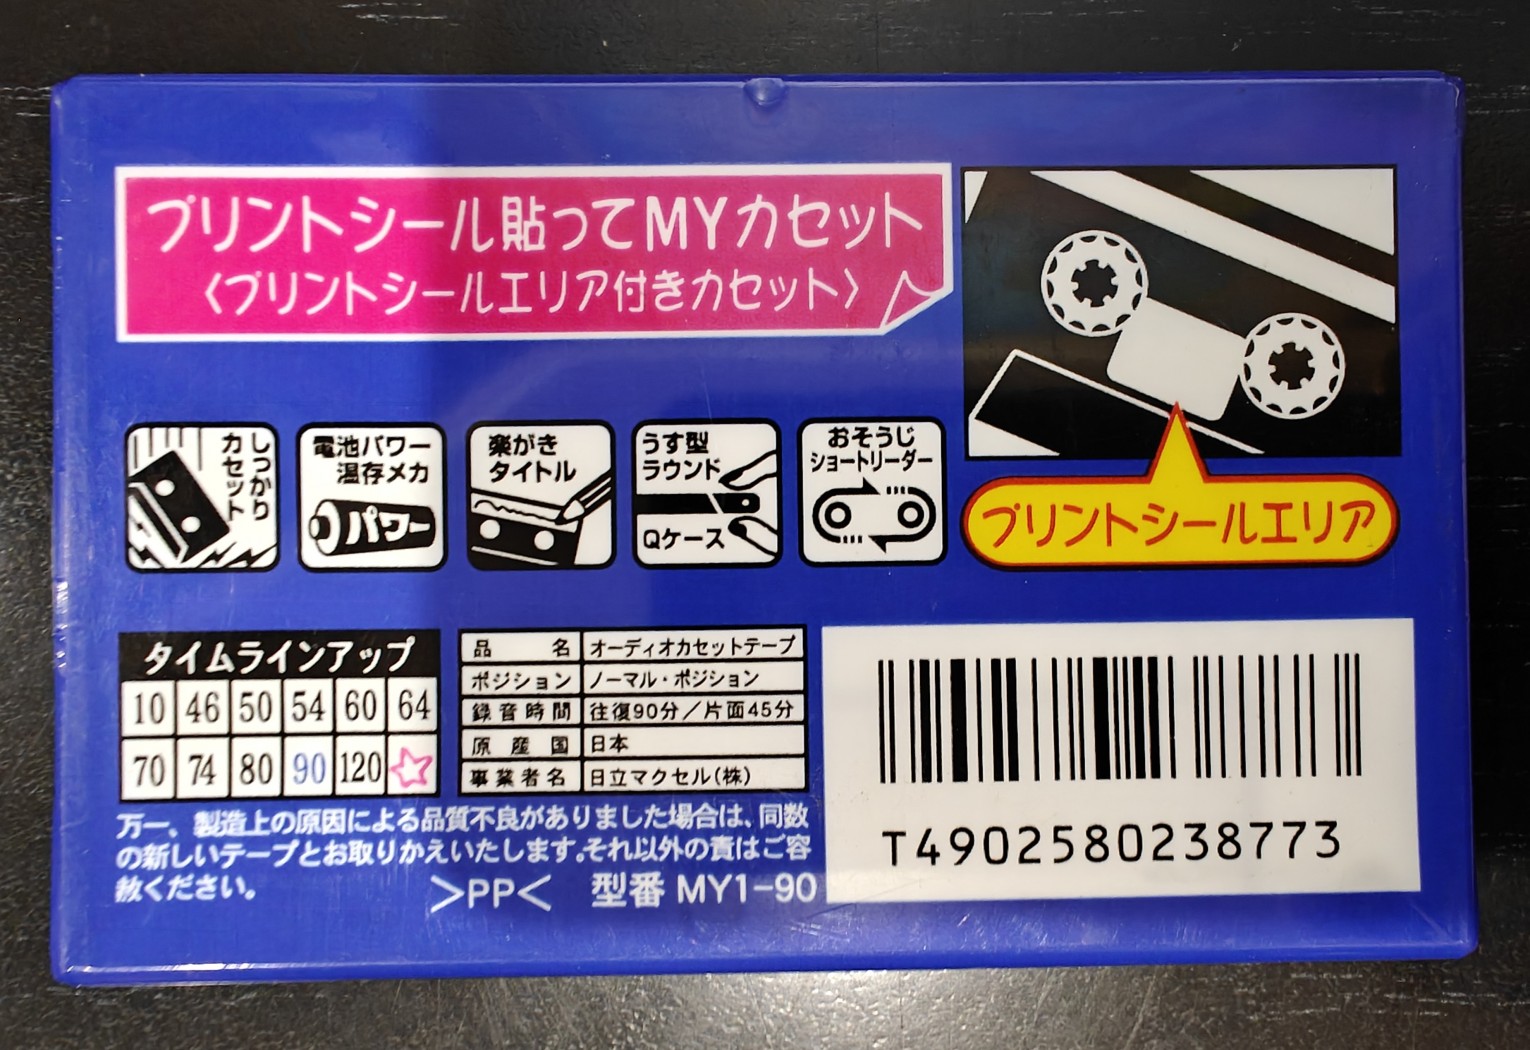 プリントシール貼ってMYカセット
〈プリントシールエリア付きカセット〉
しっかり
カセット
電池パワー
温存メカ
パワー
楽がき
タイトル
うす型
ラウンド
Qケース
おそうじ
ショートリーダー
プリントシールエリア
タイムラインアップ
10 46 50 54 60 64
70 74 80 90 120
品名 オーディオカセットテープ
ポジション ノーマル・ポジション
録音時間 往復90分／片面45分
原産国 日本
事業者名 日立マクセル(株)
万一、製造上の原因による品質不良がありました場合は、同数
の新しいテープとお取りかえいたします。それ以外の責はご容
赦ください。
>PP< 型番 MY1-90
T4902580238773